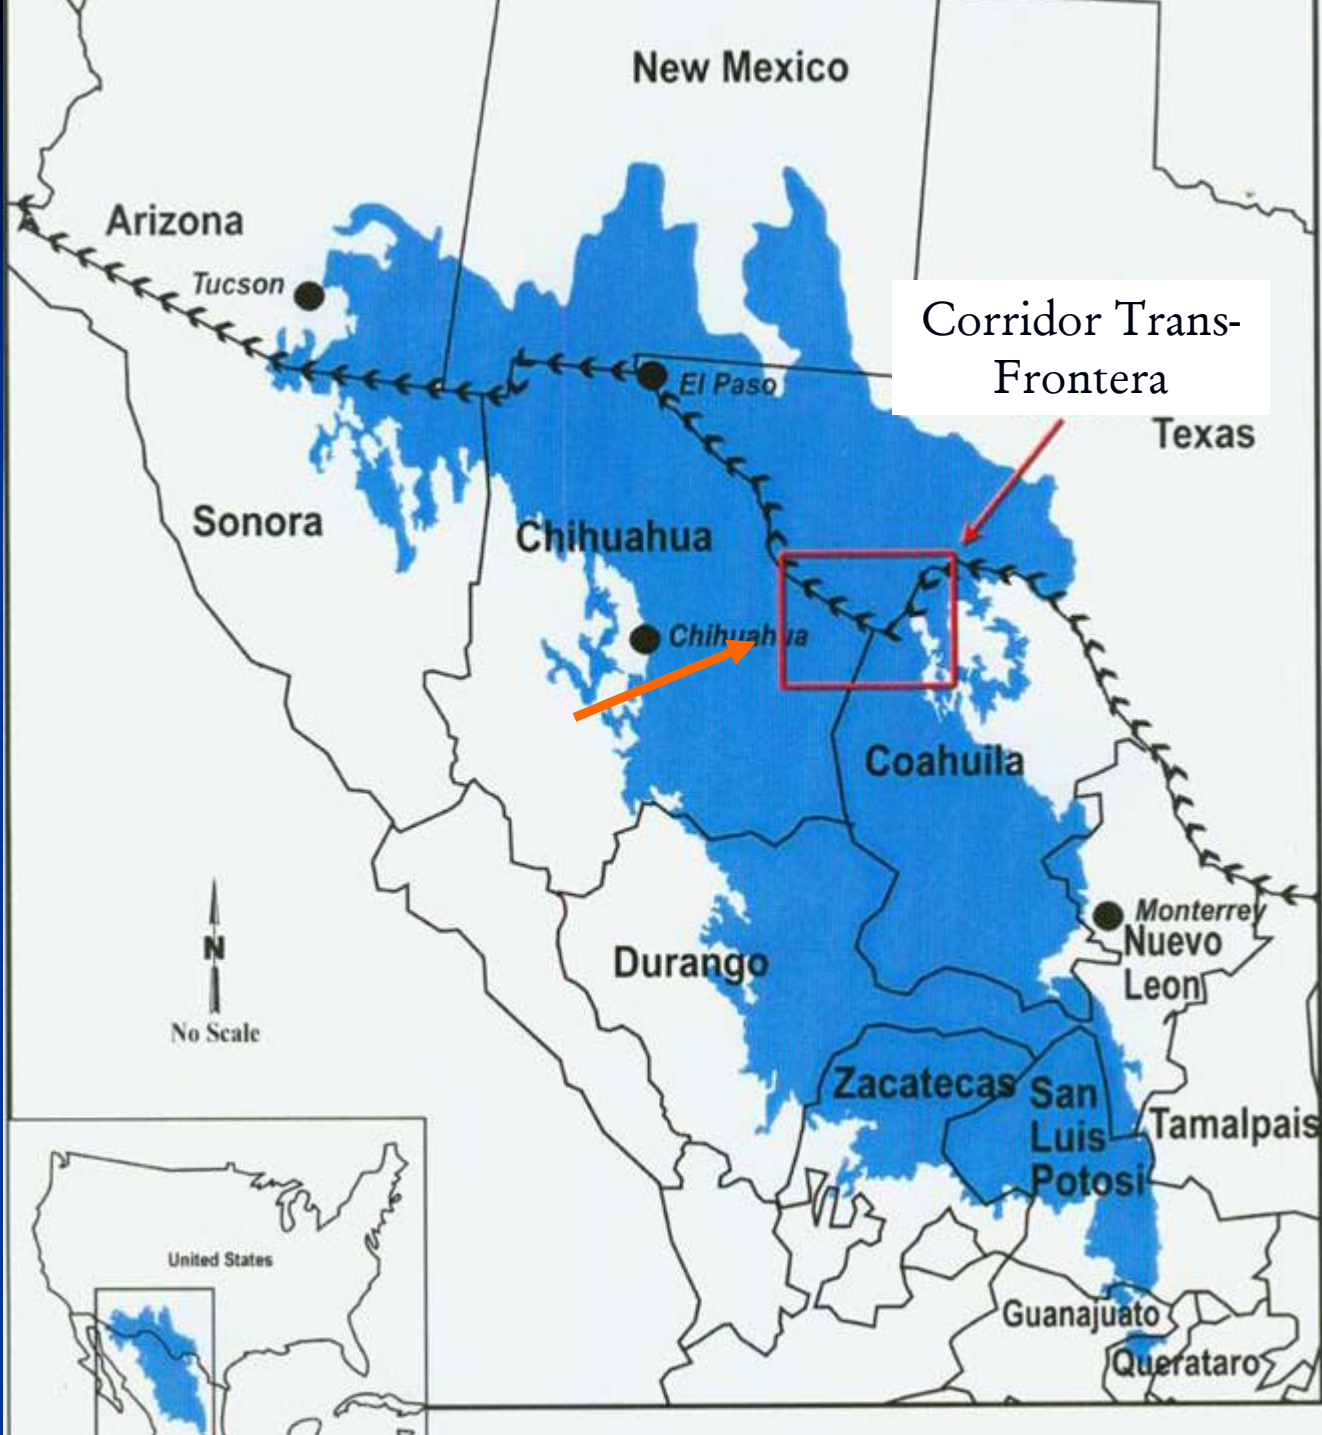 New Mexico
Arizona
Tucson
Corridor Trans-
Frontera
El Paso
Texas
Sonora
Chihuahua
Chihuahua
Coahuila
Monterrey
Nuevo
Leon
Durango
N
No Scale
Zacatecas
San
Luis
Potosi
Tamalpais
United States
Guanajuato
Querataro